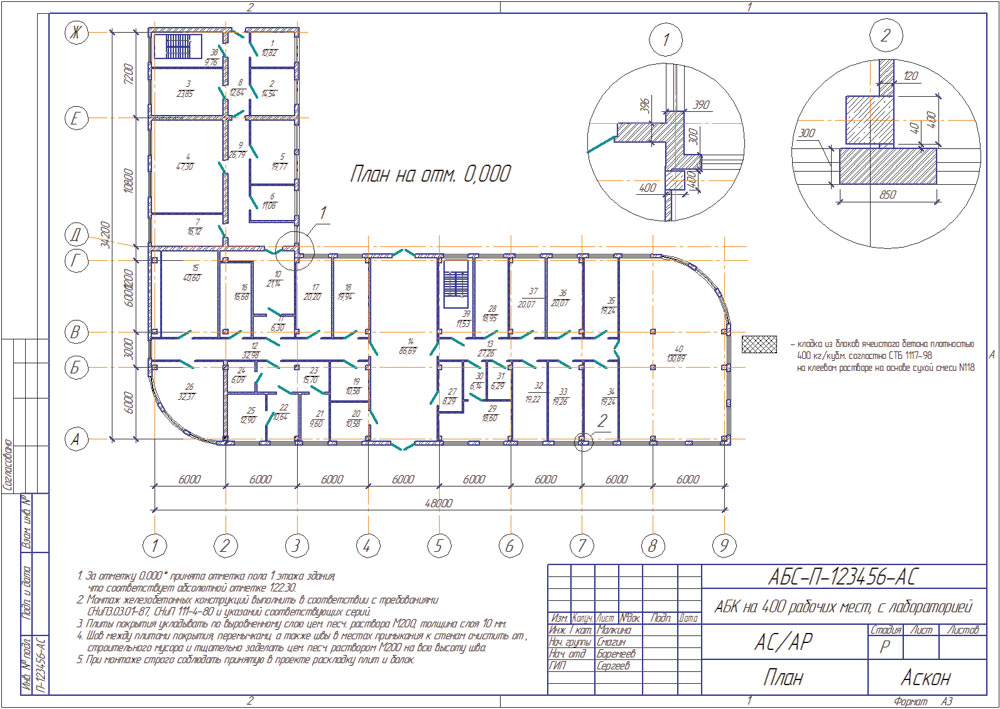 2
1
Ж
Е
Д
Г
В
Б
А
7200
10800
34200
1200
6000
3000
6000
38
9,76
1
10,82
3
23,85
8
12,64
2
14,54
4
47,30
9
26,79
5
19,77
6
11,06
7
16,12
План на отм. 0,000
1
15
40,60
16
16,68
10
21,14
11
6,30
17
20,20
18
19,94
14
86,69
39
11,53
28
18,95
37
20,07
36
20,07
35
19,24
12
32,98
13
27,26
40
130,89
26
32,37
24
6,09
23
15,70
19
10,58
25
12,90
22
10,64
21
9,60
20
10,58
27
8,29
30
6,14
31
6,29
29
18,60
32
19,22
33
19,26
34
19,24
2
6000 6000 6000 6000 6000 6000 6000 6000
48000
1 2 3 4 5 6 7 8 9
1
396
390
300
400
400
2
120
300
40
400
850
- кладка из блоков ячеистого бетона плотностью
400 кг/кубм. согласно СТБ 1117-98
на клеевом растворе на основе сухой смеси N118
А
1. За отметку 0.000* принята отметка пола 1 этажа здания,
что соответствует абсолютной отметке 122.30.
2. Монтаж железобетонных конструкций выполнить в соответствии с требованиями
СНиП3.03.01-87, СНиП 111-4-80 и указаний соответствующих серий.
3. Плиты покрытия укладывать по выровненному слою цем. песч. раствора М200, толщина слоя 10 мм.
4. Шов между плитами покрытия, перемычками, а также швы в местах примыкания к стенам очистить от ,
строительного мусора и тщательно заделать цем. песч. раствором М200 на всю высоту шва.
5. При монтаже строго соблюдать принятую в проекте раскладку плит и балок.
Согласовано
Взам. инв. №
Подп. и дата
Инв. № подл.
П-123456-АС
АБС-П-123456-АС
АБК на 400 рабочих мест, с лабораторией
Изм. Колуч. Лист №док. Подп. Дата
Инж. 1 кат. Малкина
Нач. группы Смагин
Нач. отд. Боремеев
ГИП Сергеев
АС/АР
Стадия Лист Листов
Р
План
Аскон
2
1
Формат А3